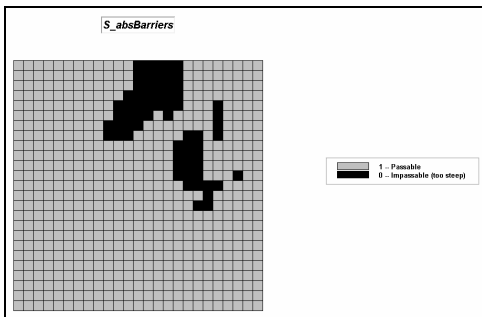 S_absBarriers
1 -- Passable
0 -- Impassable (too steep)